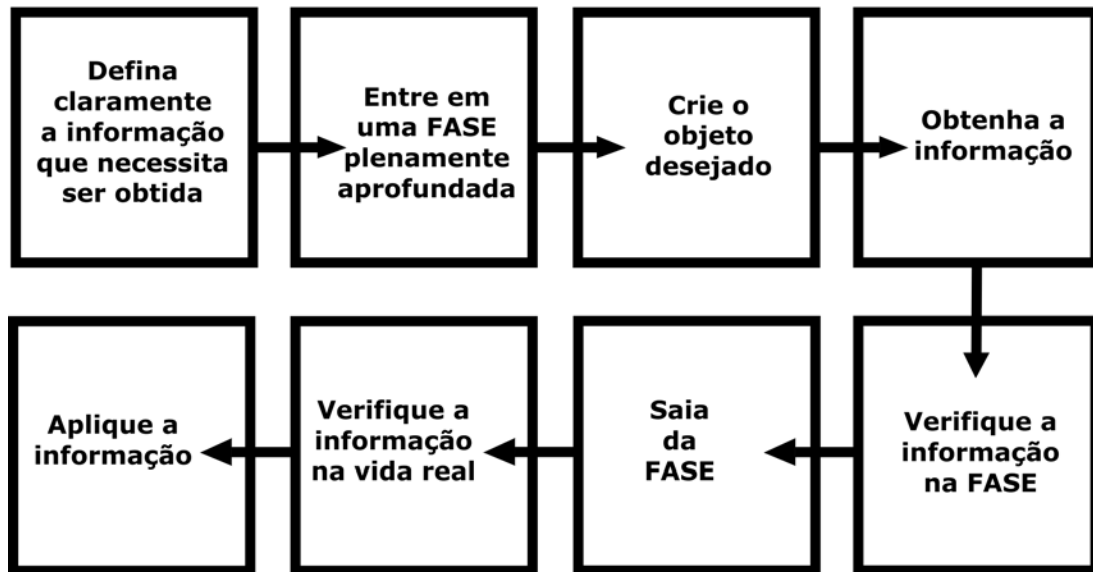 Defina
claramente
a informação
que necessita
ser obtida
Entre em
uma FASE
plenamente
aprofundada
Crie o
objeto
desejado
Obtenha a
informação
Verifique a
informação
na FASE
Saia
da
FASE
Verifique a
informação
na vida real
Aplique a
informação